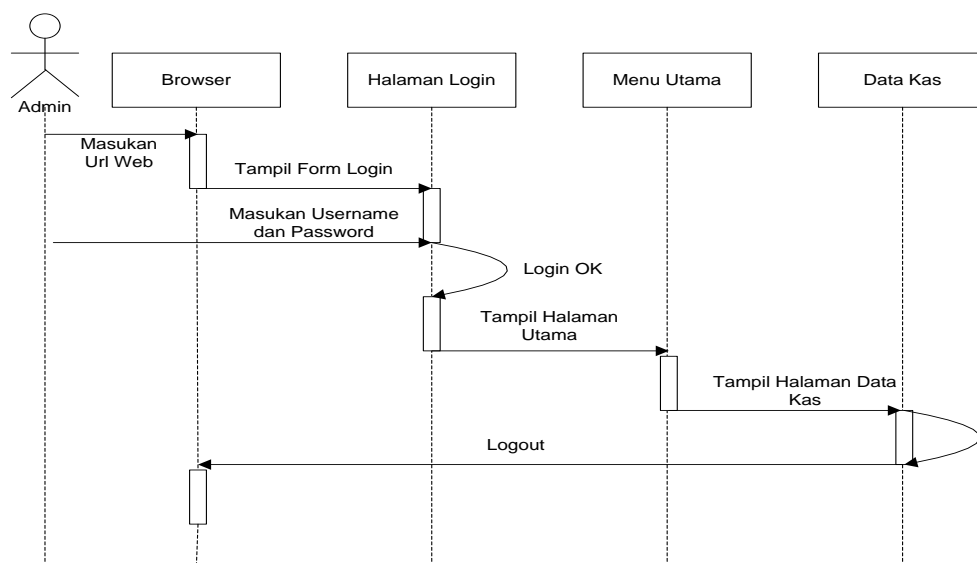 Admin
Browser
Halaman Login
Menu Utama
Data Kas
Masukan
Url Web
Tampil Form Login
Masukan Username
dan Password
Login OK
Tampil Halaman
Utama
Tampil Halaman Data
Kas
Logout